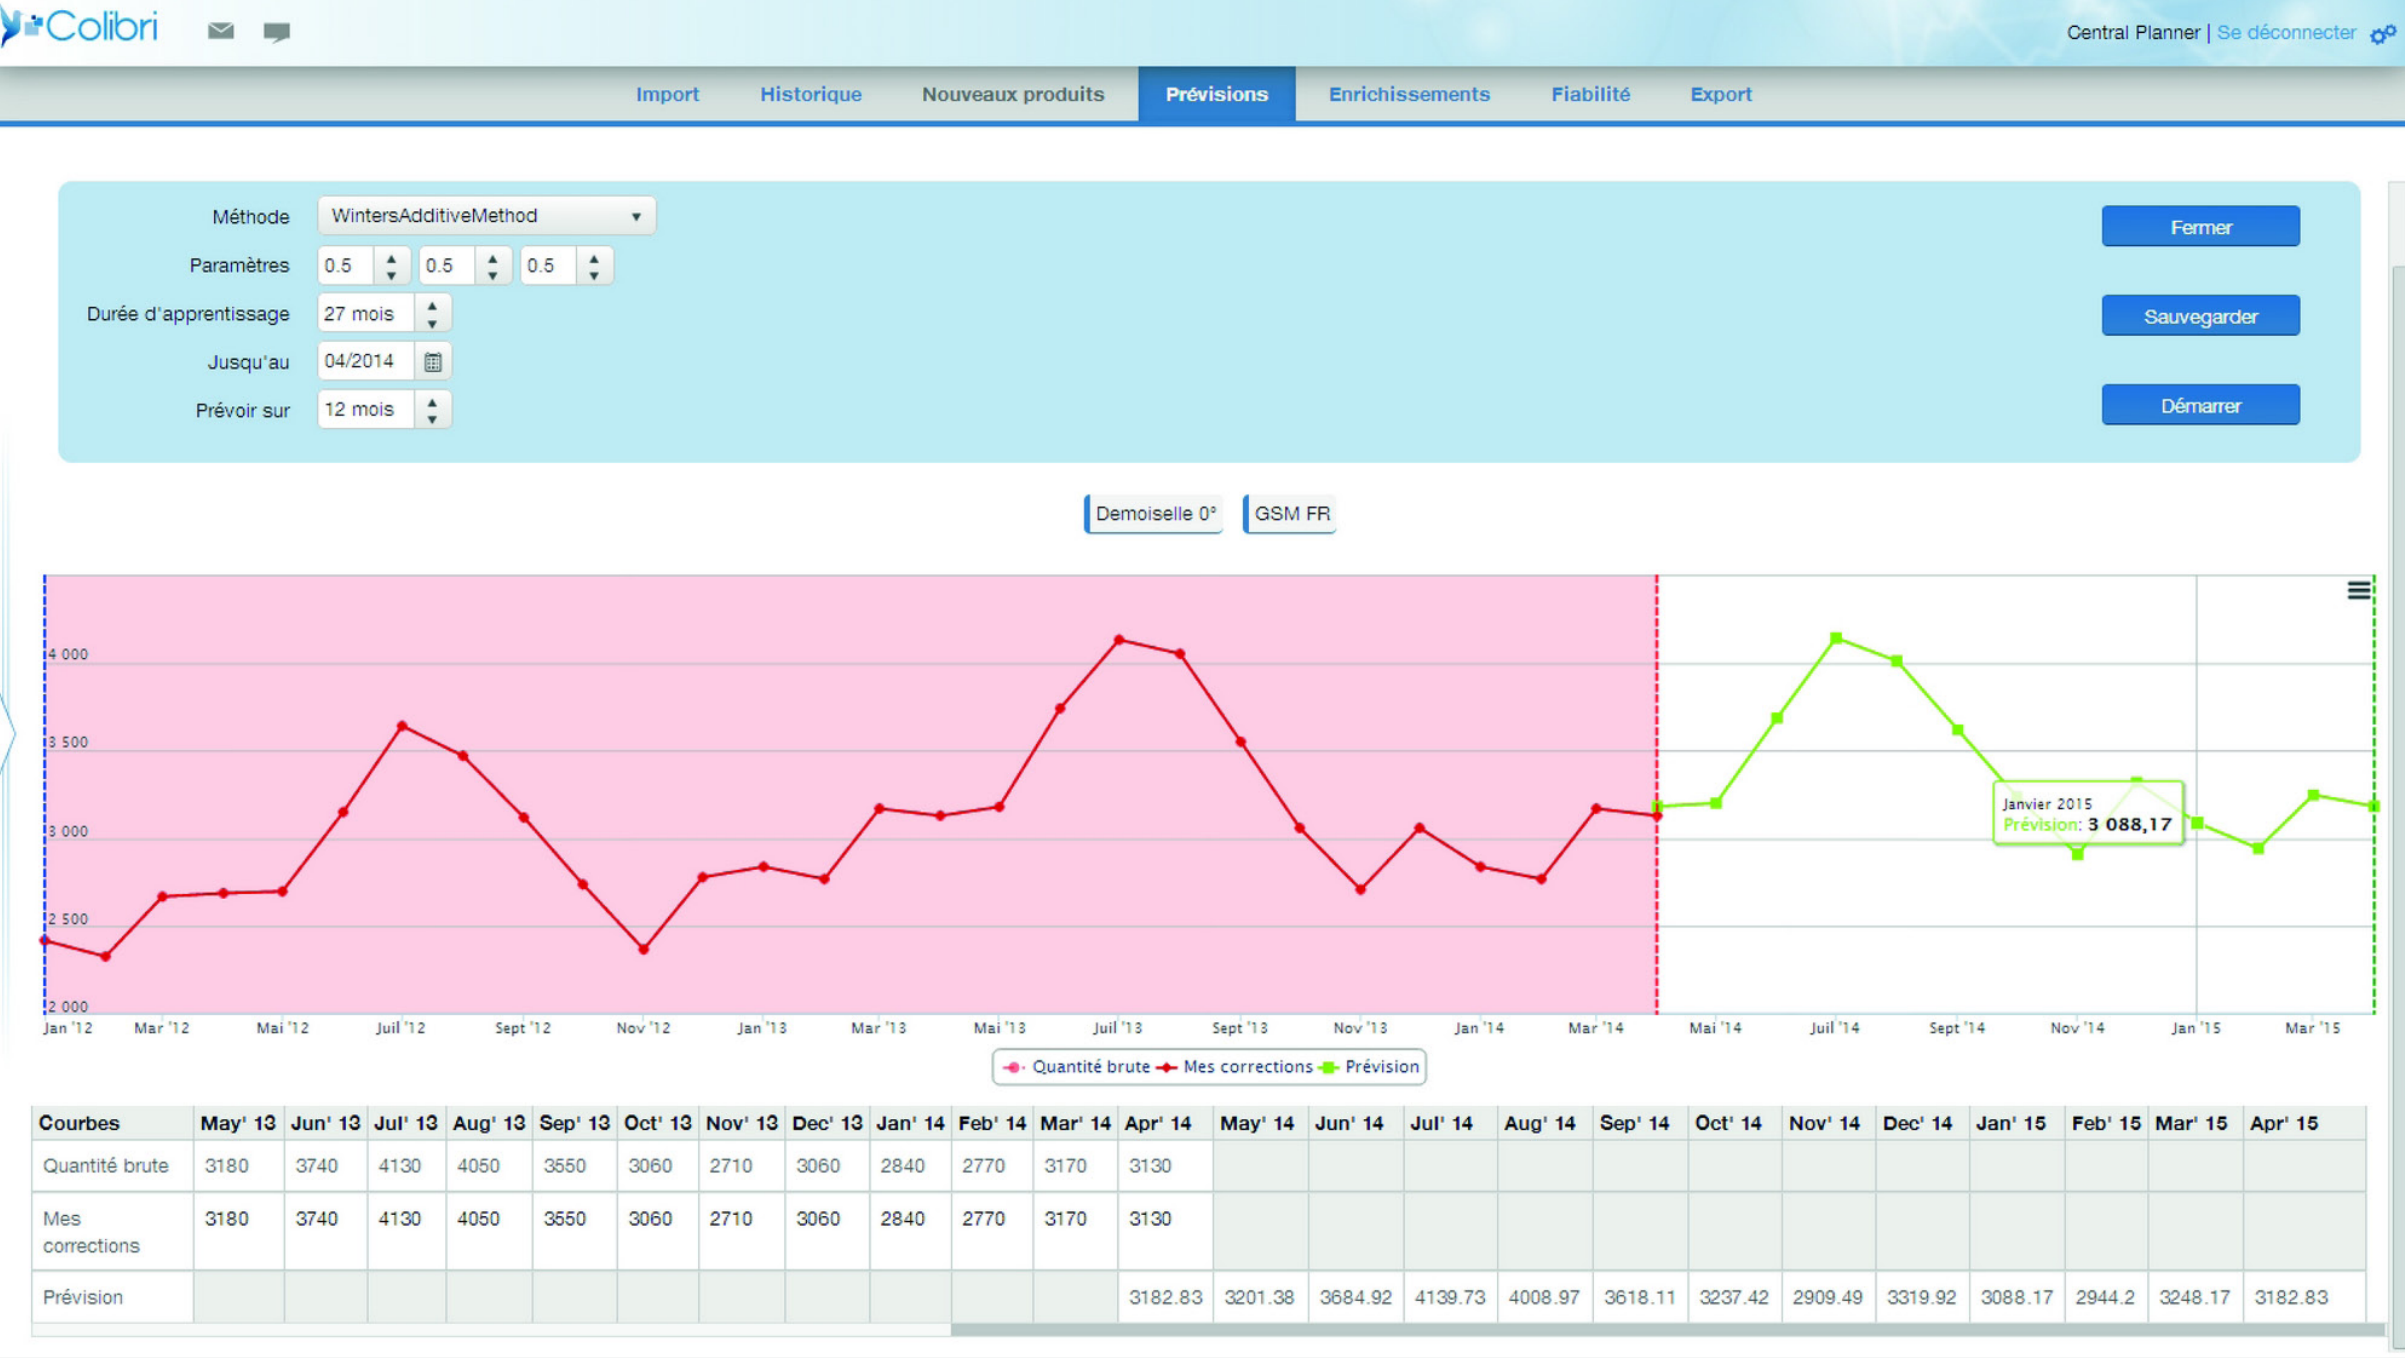 Colibri
Central Planner | Se déconnecter
Import Historique Nouveaux produits Prévisions Enrichissements Fiabilité Export
Méthode WintersAdditiveMethod
Fermer
Paramètres 0.5 0.5 0.5
Durée d'apprentissage 27 mois
Sauvegarder
Jusqu'au 04/2014
Prévoir sur 12 mois
Démarrer
Demoiselle 0° GSM FR
4 000
3 500
3 000
2 500
2 000
Janvier 2015
Prévision: 3 088,17
Jan '12 Mar '12 Mai '12 Juil '12 Sept '12 Nov '12 Jan '13 Mar '13 Mai '13 Juil '13 Sept '13 Nov '13 Jan '14 Mar '14 Mai '14 Juil '14 Sept '14 Nov '14 Jan '15 Mar '15
Quantité brute Mes corrections Prévision
Courbes May' 13 Jun' 13 Jul' 13 Aug' 13 Sep' 13 Oct' 13 Nov' 13 Dec' 13 Jan' 14 Feb' 14 Mar' 14 Apr' 14 May' 14 Jun' 14 Jul' 14 Aug' 14 Sep' 14 Oct' 14 Nov' 14 Dec' 14 Jan' 15 Feb' 15 Mar' 15 Apr' 15
Quantité brute 3180 3740 4130 4050 3550 3060 2710 3060 2840 2770 3170 3130
Mes 3180 3740 4130 4050 3550 3060 2710 3060 2840 2770 3170 3130
corrections
Prévision 3182.83 3201.38 3684.92 4139.73 4008.97 3618.11 3237.42 2909.49 3319.92 3088.17 2944.2 3248.17 3182.83